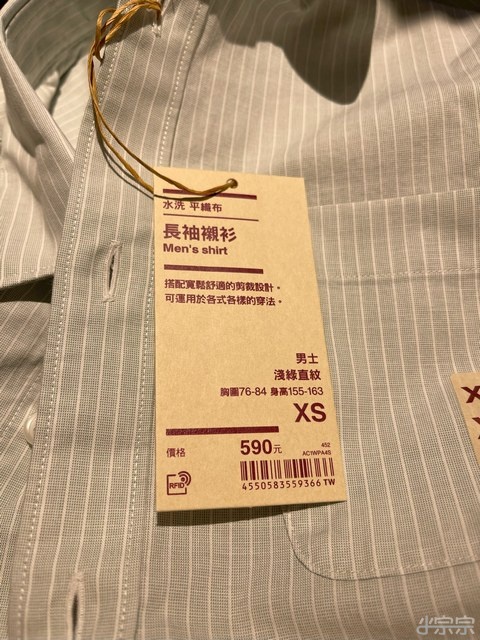 水洗 平織布
長袖襯衫
Men's shirt
搭配寬鬆舒適的剪裁設計。
可運用於各式各樣的穿法。
男士
淺綠直紋
胸圍76-84 身高155-163
XS
價格 590元
452
AC1WPA4S
RFID
4550583559366 TW
X
小宗宗